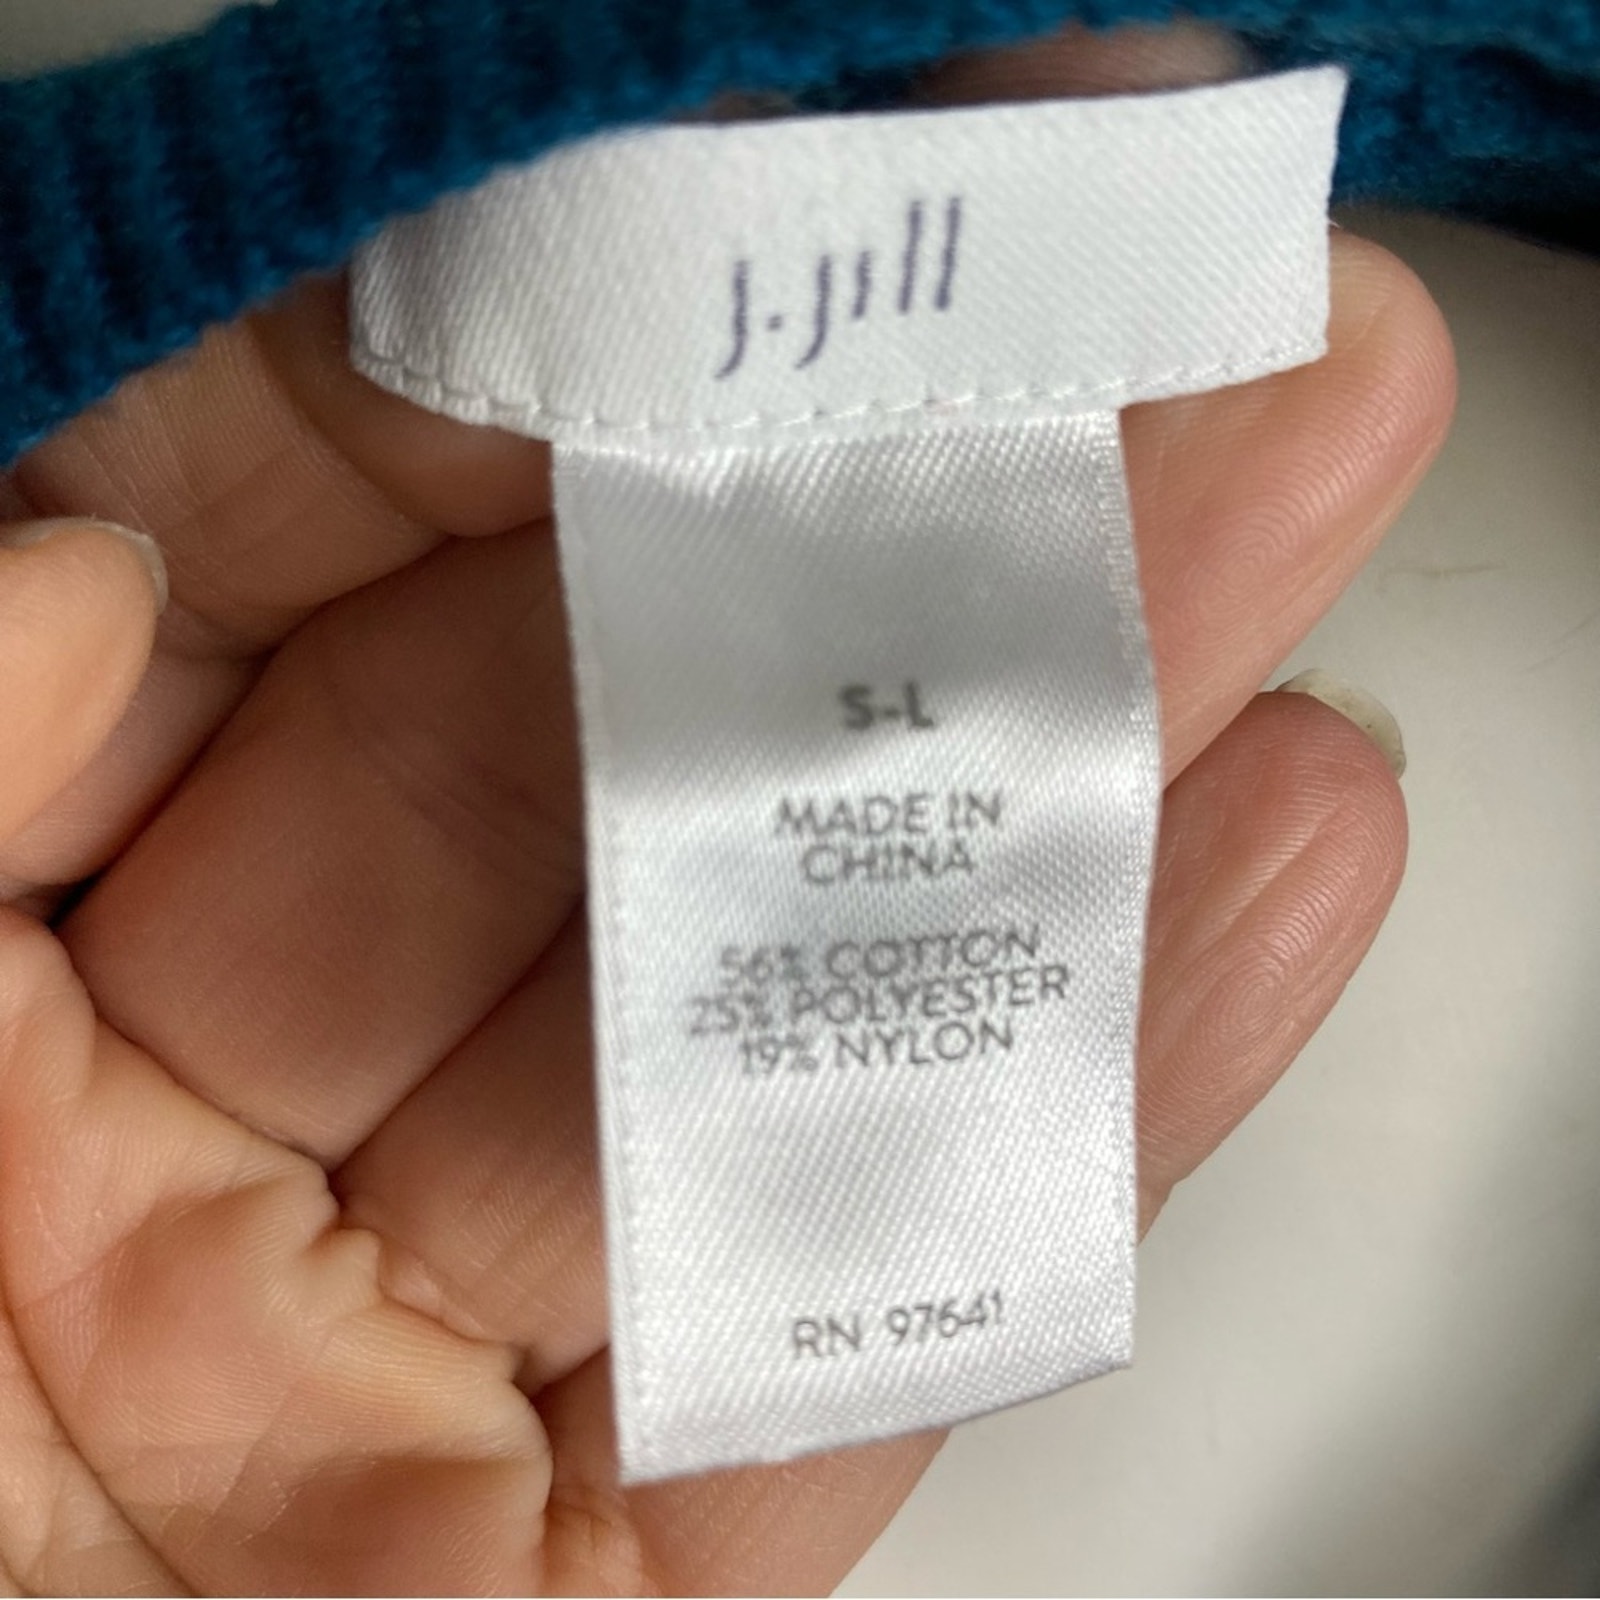 J.Jill
S-L
MADE IN
CHINA
56% COTTON
25% POLYESTER
19% NYLON
RN 97641